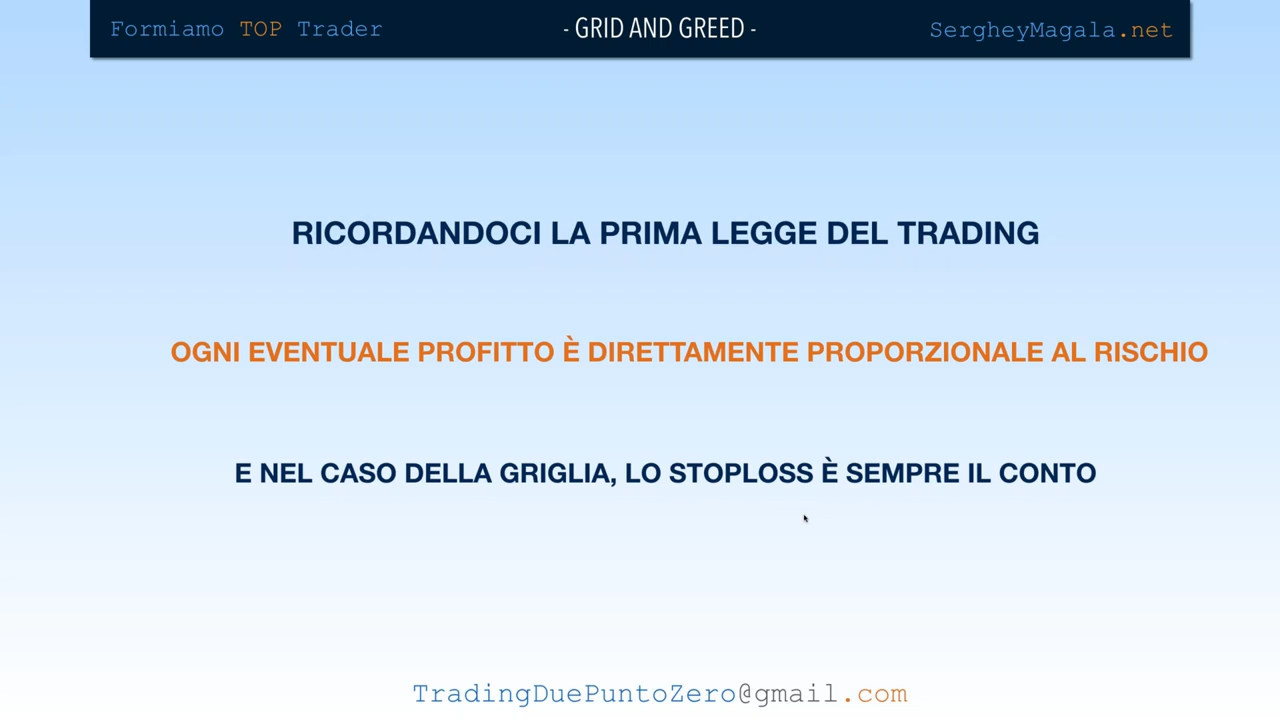 Formiamo TOP Trader
- GRID AND GREED -
SergheyMagala.net
RICORDANDOCI LA PRIMA LEGGE DEL TRADING
OGNI EVENTUALE PROFITTO È DIRETTAMENTE PROPORZIONALE AL RISCHIO
E NEL CASO DELLA GRIGLIA, LO STOPLOSS È SEMPRE IL CONTO
TradingDuePuntoZero@gmail.com